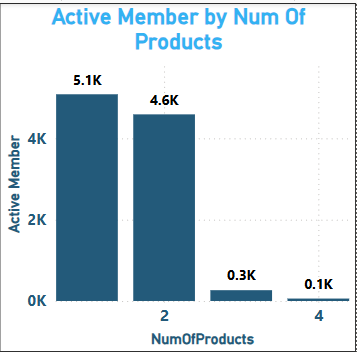 Active Member by Num Of
Products
5.1K
4.6K
0.3K
0.1K
4K
2K
0K
Active Member
2
4
NumOfProducts